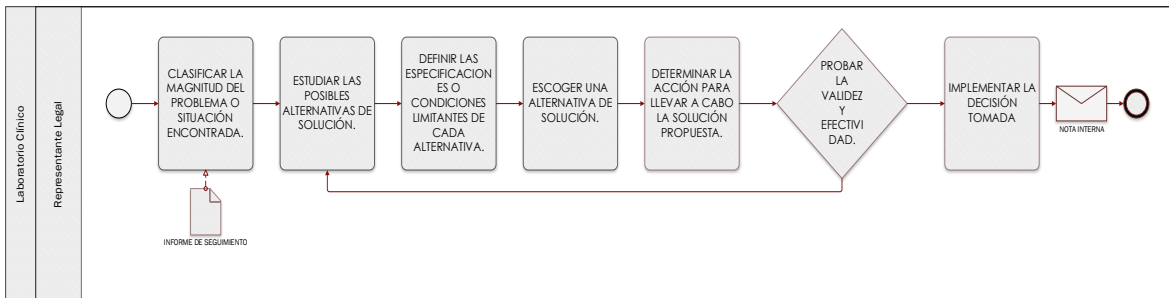 Laboratorio Clínico
Representante Legal
CLASIFICAR LA
MAGNITUD DEL
PROBLEMA O
SITUACIÓN
ENCONTRADA.
ESTUDIAR LAS
POSIBLES
ALTERNATIVAS DE
SOLUCIÓN.
DEFINIR LAS
ESPECIFICACION
ES O
CONDICIONES
LIMITANTES DE
CADA
ALTERNATIVA.
ESCOGER UNA
ALTERNATIVA DE
SOLUCIÓN.
DETERMINAR LA
ACCIÓN PARA
LLEVAR A CABO
LA SOLUCIÓN
PROPUESTA.
PROBAR
LA
VALIDEZ
Y
EFECTIVI
DAD.
IMPLEMENTAR LA
DECISIÓN
TOMADA
NOTA INTERNA
INFORME DE SEGUIMIENTO